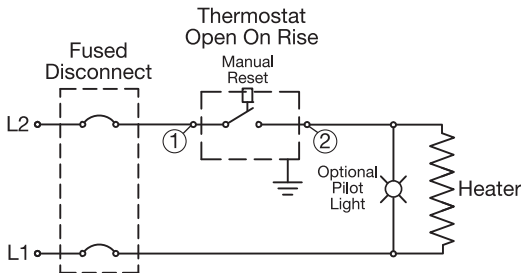 Thermostat
Open On Rise
Fused
Disconnect
Manual
Reset
L2
1
2
Optional
Pilot
Light
Heater
L1